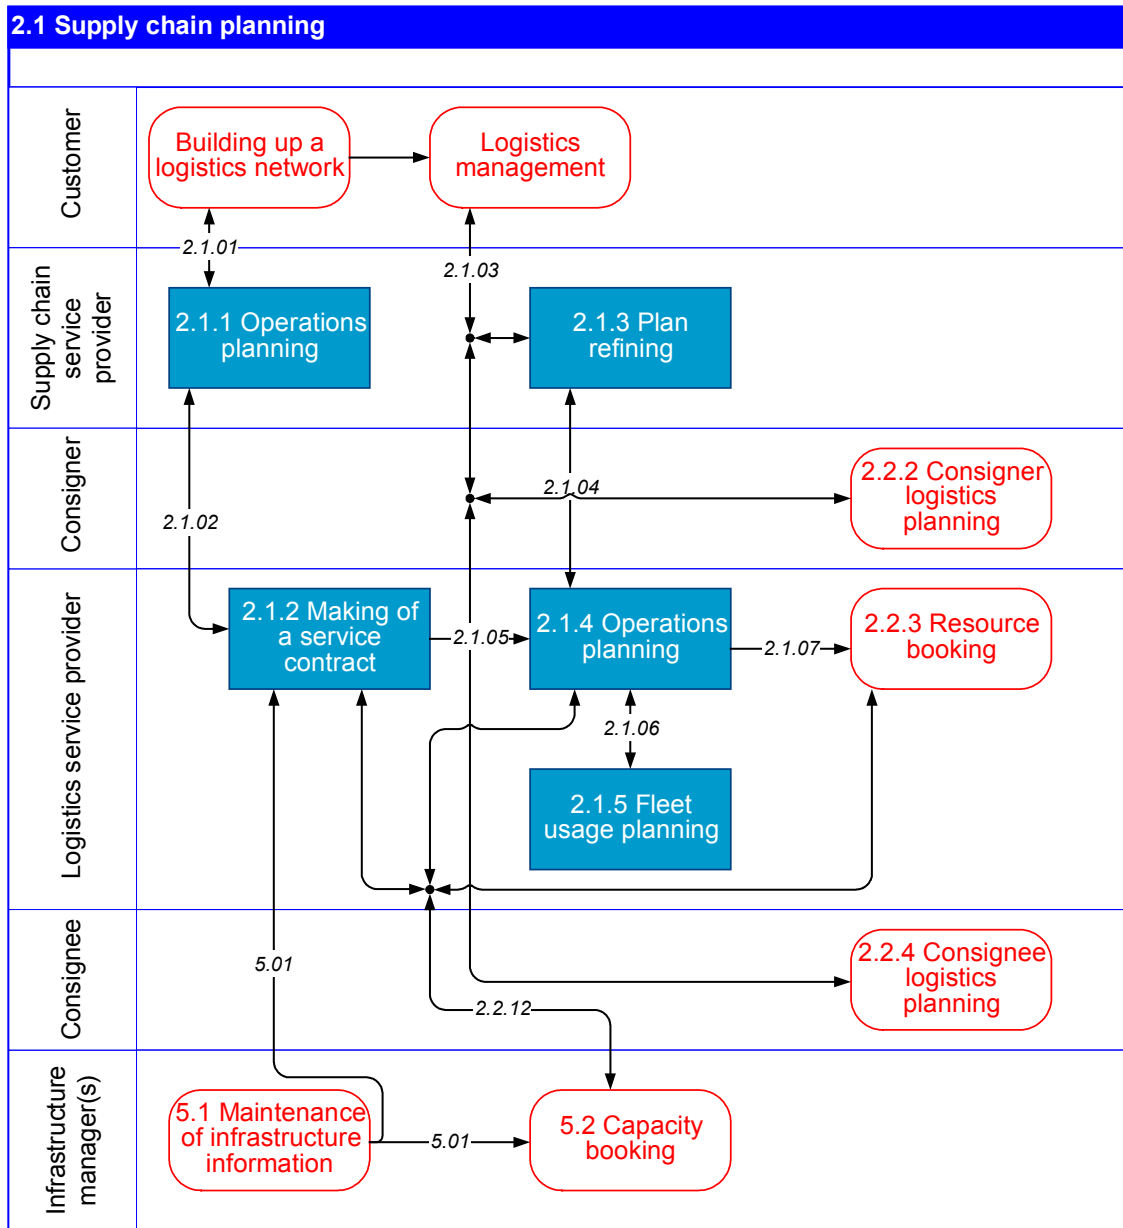 2.1 Supply chain planning
Customer
Building up a
logistics network
Logistics
management
2.1.01
2.1.03
Supply chain
service
provider
2.1.1 Operations
planning
2.1.3 Plan
refining
Consigner
2.1.02
2.1.04
2.2.2 Consigner
logistics
planning
Logistics service provider
2.1.2 Making of
a service
contract
2.1.05
2.1.4 Operations
planning
2.1.07
2.2.3 Resource
booking
2.1.06
2.1.5 Fleet
usage planning
Consignee
5.01
2.2.12
2.2.4 Consignee
logistics
planning
Infrastructure
manager(s)
5.1 Maintenance
of infrastructure
information
5.01
5.2 Capacity
booking